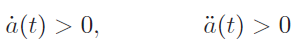 ȧ(t) > 0, ä(t) > 0